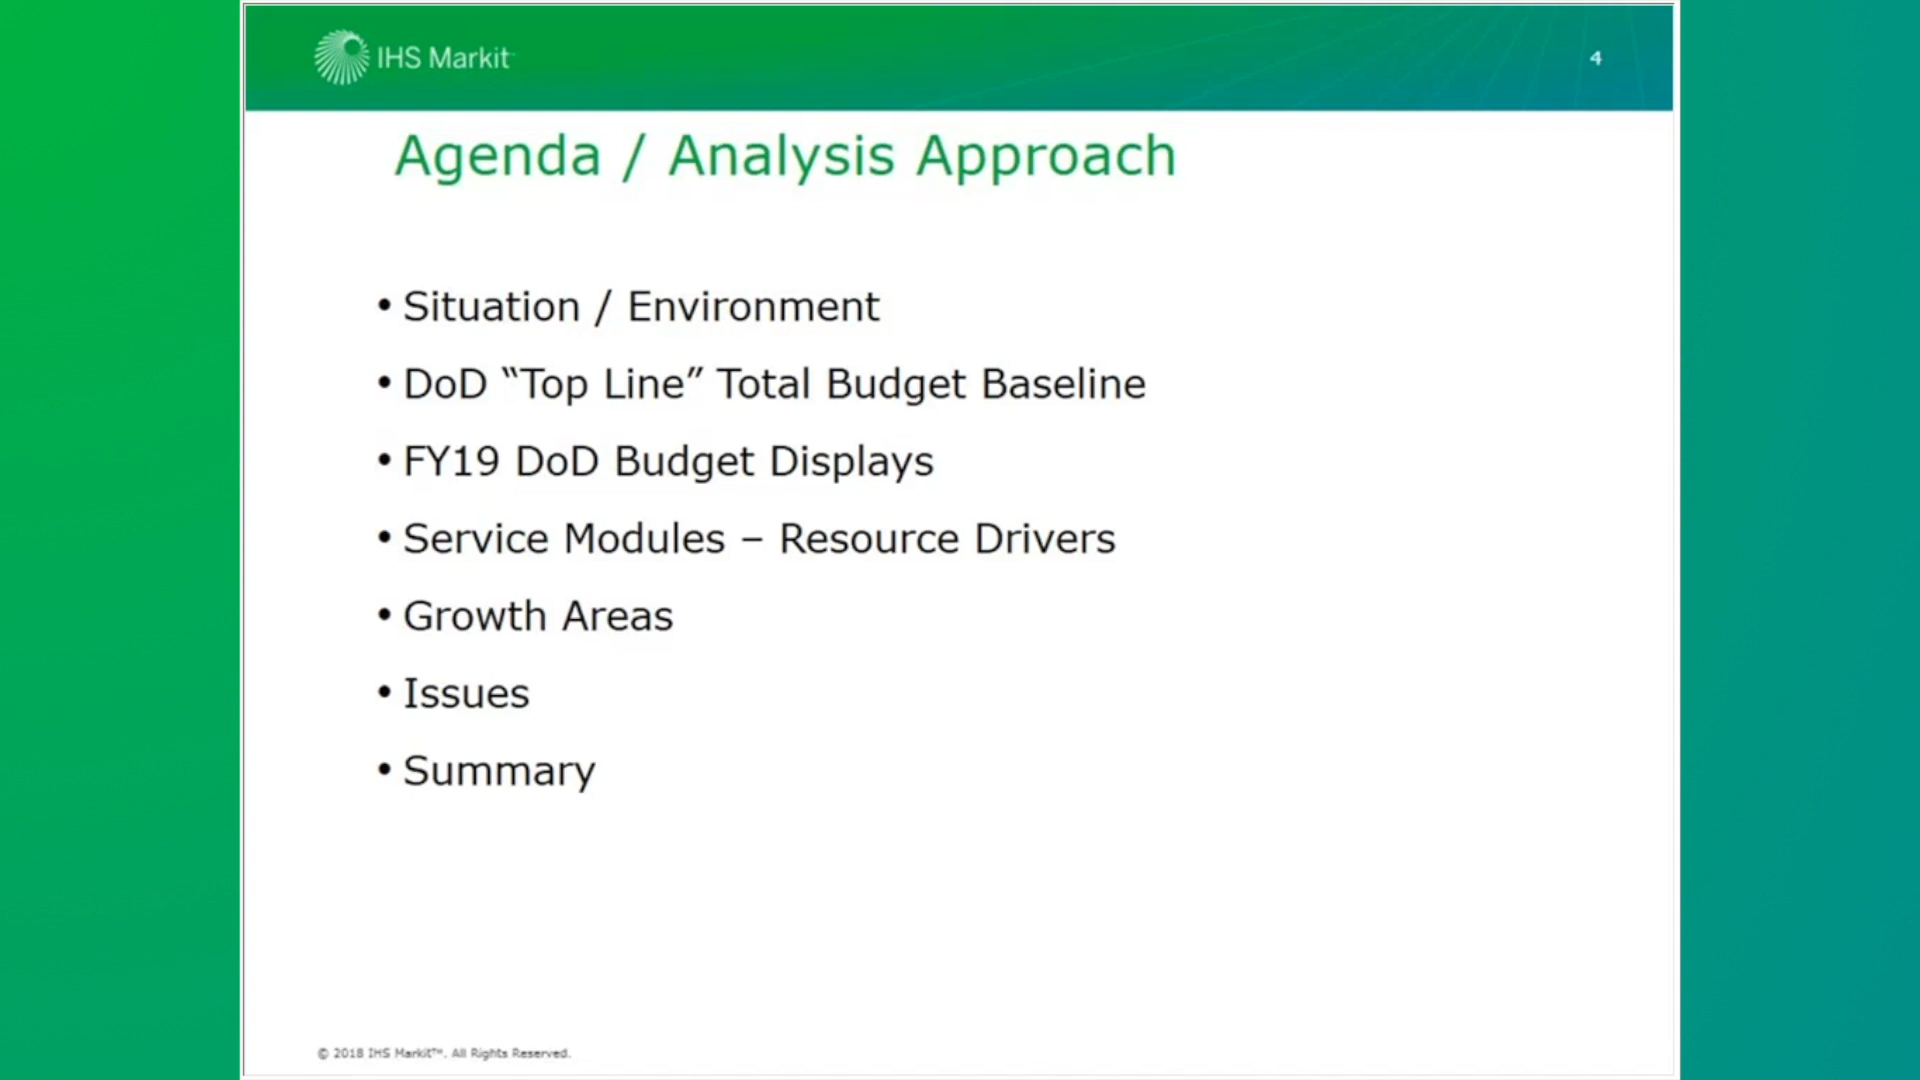 IHS Markit
4
Agenda / Analysis Approach
• Situation / Environment
• DoD “Top Line” Total Budget Baseline
• FY19 DoD Budget Displays
• Service Modules – Resource Drivers
• Growth Areas
• Issues
• Summary
© 2018 IHS Markit™. All Rights Reserved.